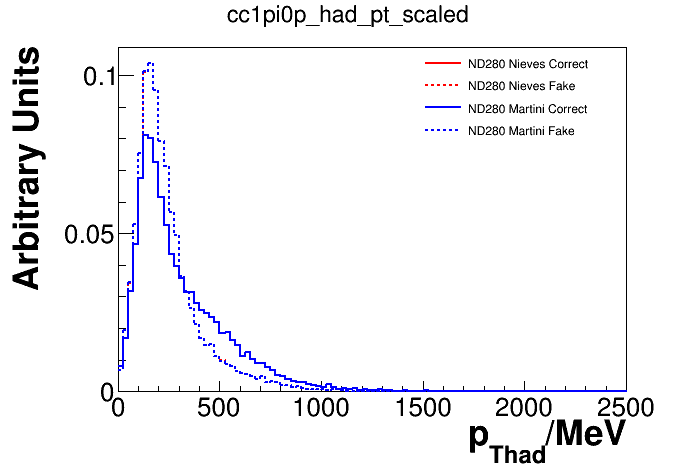 cc1pi0p_had_pt_scaled
Arbitrary Units
0.1
0.05
0
ND280 Nieves Correct
ND280 Nieves Fake
ND280 Martini Correct
ND280 Martini Fake
0 500 1000 1500 2000 2500
pThad/MeV